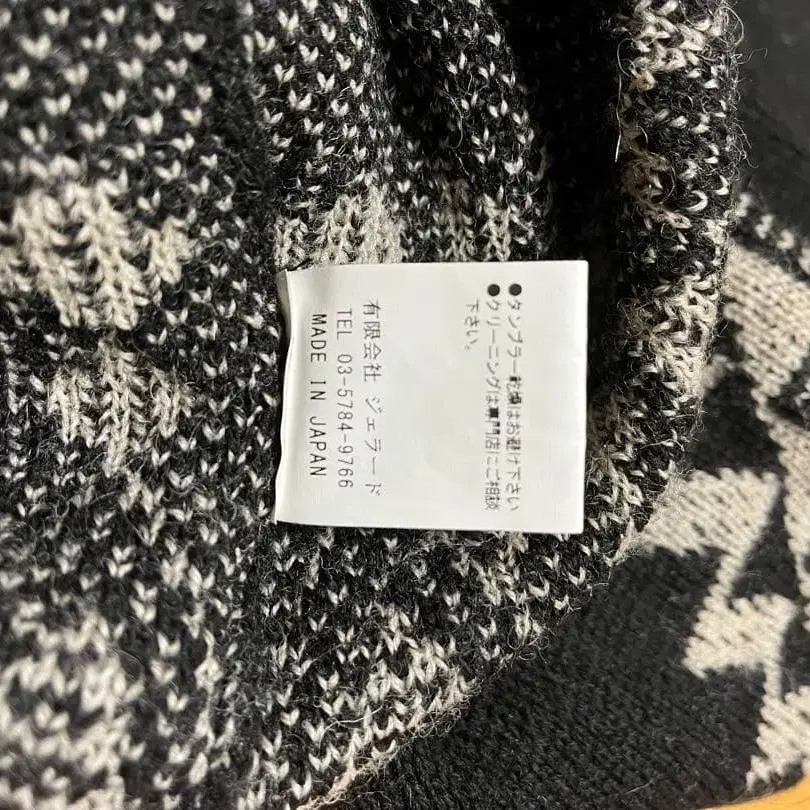 ●タンブラー乾燥はお避け下さい
●クリーニングは専門店にご相談
下さい。
有限会社 ジェラード
TEL 03-5784-9766
MADE IN JAPAN